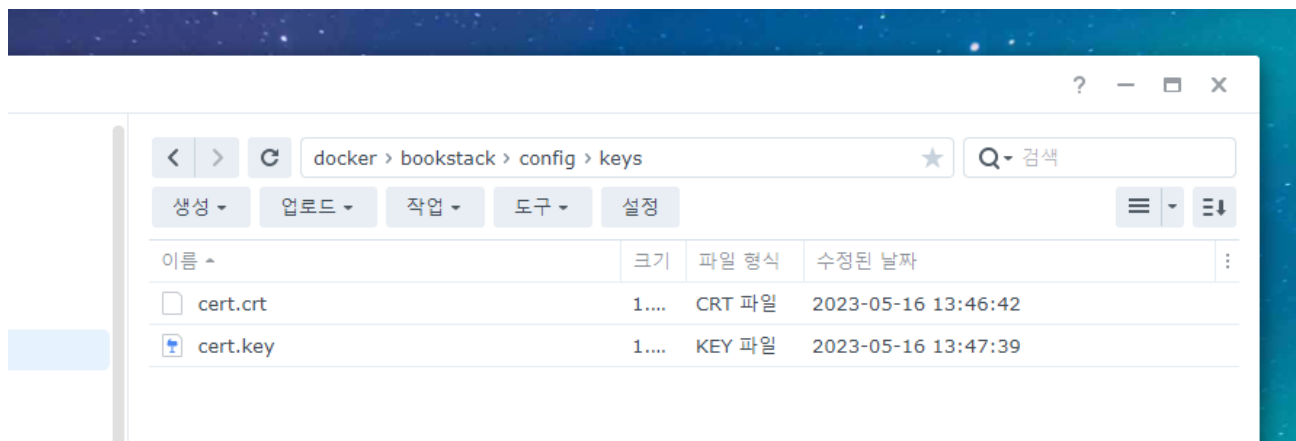 ?
docker › bookstack › config › keys
검색
생성 업로드 작업 도구 설정
이름 크기 파일 형식 수정된 날짜
cert.crt 1.... CRT 파일 2023-05-16 13:46:42
cert.key 1.... KEY 파일 2023-05-16 13:47:39